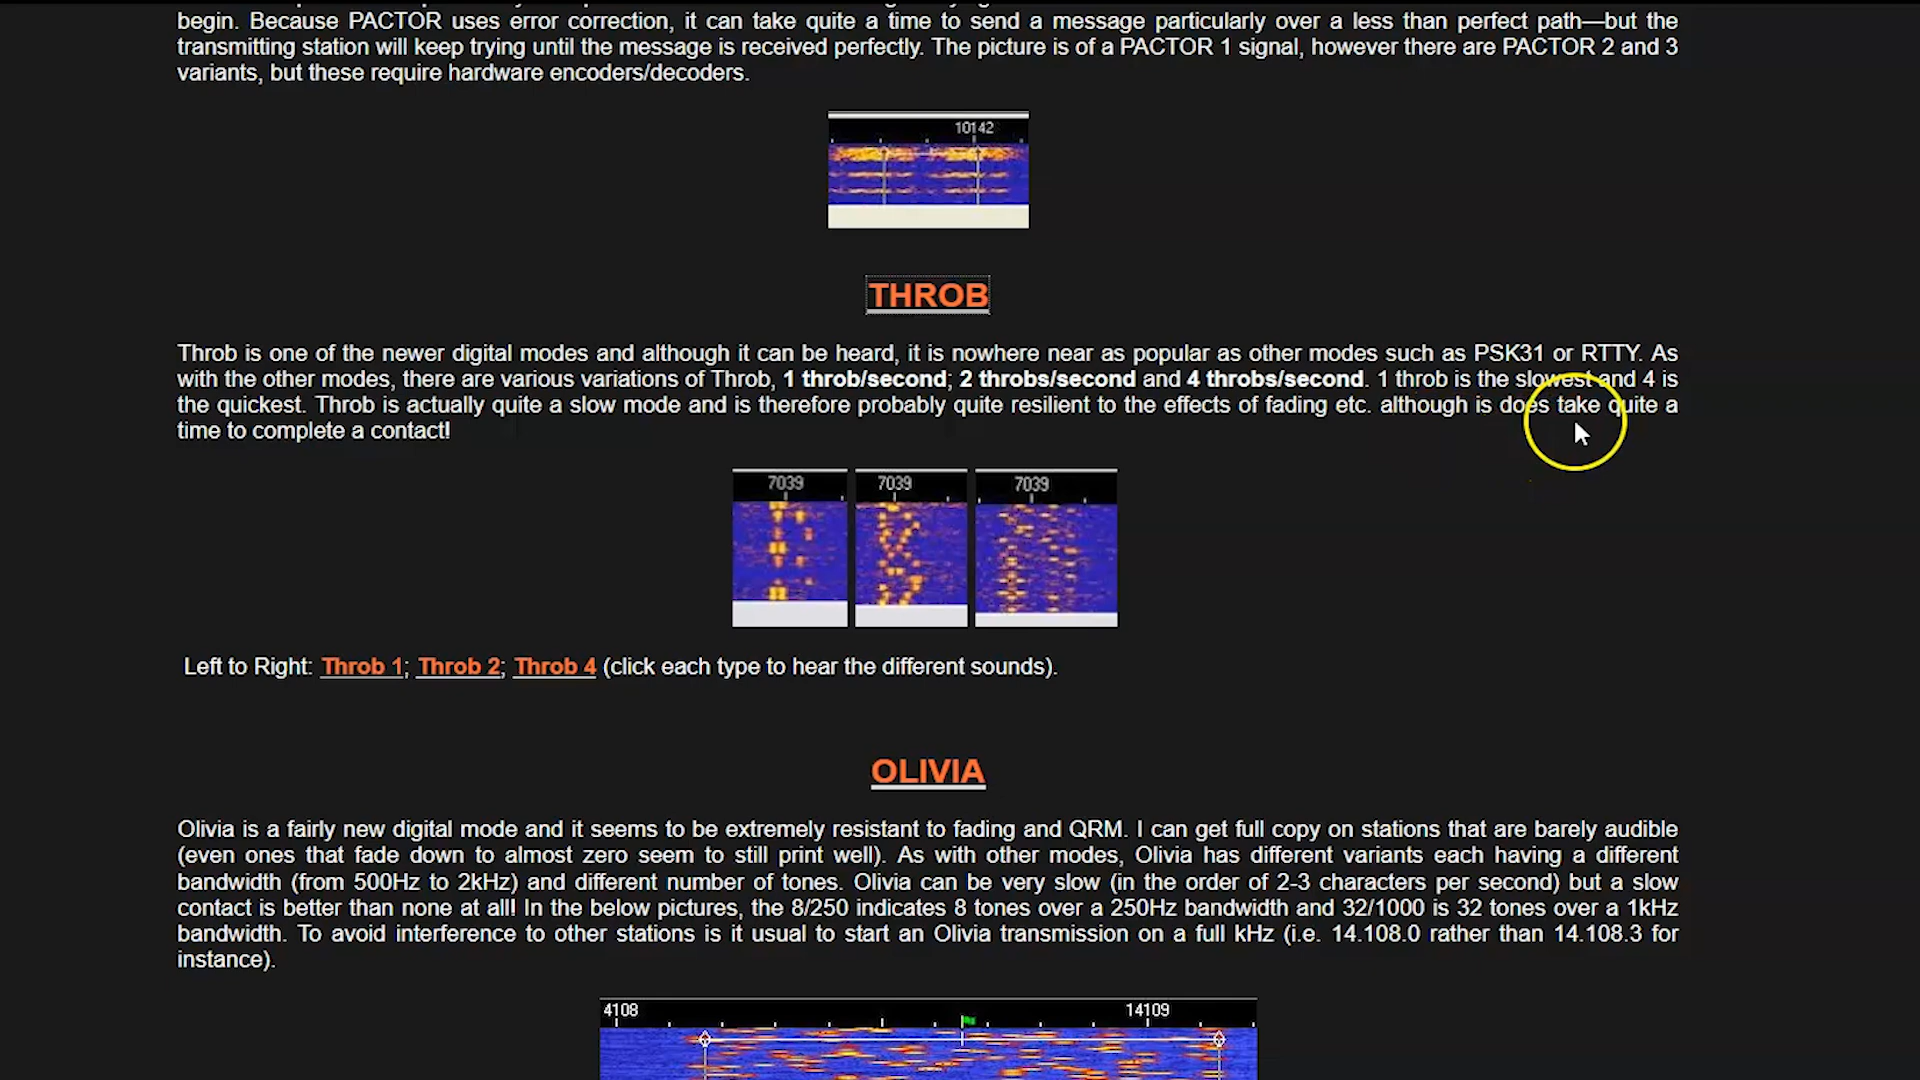 begin. Because PACTOR uses error correction, it can take quite a time to send a message particularly over a less than perfect path—but the
transmitting station will keep trying until the message is received perfectly. The picture is of a PACTOR 1 signal, however there are PACTOR 2 and 3
variants, but these require hardware encoders/decoders.
10142
THROB
Throb is one of the newer digital modes and although it can be heard, it is nowhere near as popular as other modes such as PSK31 or RTTY. As
with the other modes, there are various variations of Throb, 1 throb/second; 2 throbs/second and 4 throbs/second. 1 throb is the slowest and 4 is
the quickest. Throb is actually quite a slow mode and is therefore probably quite resilient to the effects of fading etc. although is does take quite a
time to complete a contact!
7039 7039 7039
Left to Right: Throb 1; Throb 2; Throb 4 (click each type to hear the different sounds).
OLIVIA
Olivia is a fairly new digital mode and it seems to be extremely resistant to fading and QRM. I can get full copy on stations that are barely audible
(even ones that fade down to almost zero seem to still print well). As with other modes, Olivia has different variants each having a different
bandwidth (from 500Hz to 2kHz) and different number of tones. Olivia can be very slow (in the order of 2-3 characters per second) but a slow
contact is better than none at all! In the below pictures, the 8/250 indicates 8 tones over a 250Hz bandwidth and 32/1000 is 32 tones over a 1kHz
bandwidth. To avoid interference to other stations is it usual to start an Olivia transmission on a full kHz (i.e. 14.108.0 rather than 14.108.3 for
instance).
4108 14109